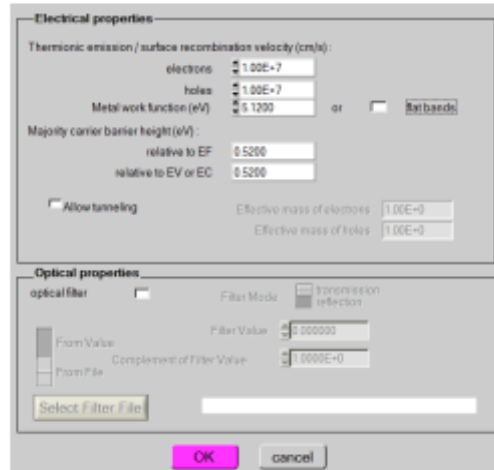 Electrical properties
Thermionic emission / surface recombination velocity (cm/s) :
electrons 1.00E+7
holes 1.00E+7
Metal work function (eV) 5.1200 or flat bands
Majority carrier barrier height (eV) :
relative to EF 0.5200
relative to EV or EC 0.5200
Allow tunneling Effective mass of electrons 1.00E+0
Effective mass of holes 1.00E+0
Optical properties
optical filter Filter Mode transmission
reflection
Filter Value 0.000000
From Value
Complement of Filter Value 1.0000E+0
From File
Select Filter File
OK cancel